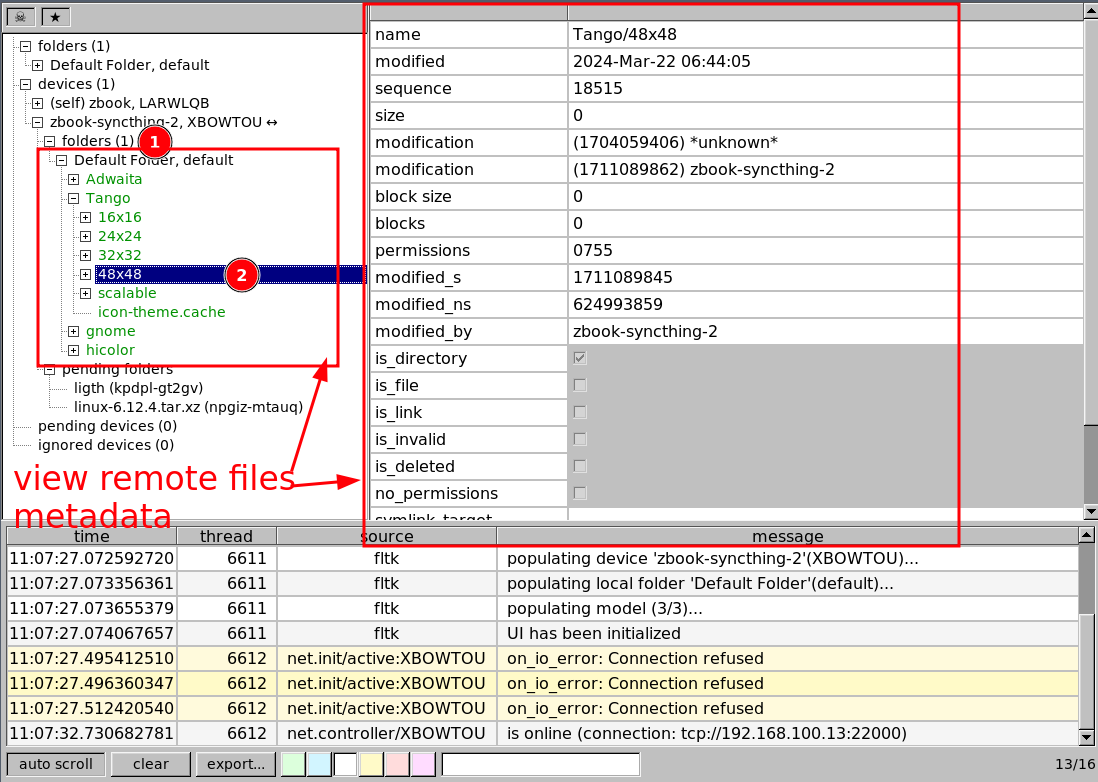 folders (1)
Default Folder, default
devices (1)
(self) zbook, LARWLQB
zbook-syncthing-2, XBOWTOU ↔
folders (1)
1
Default Folder, default
Adwaita
Tango
16x16
24x24
32x32
48x48
2
scalable
icon-theme.cache
gnome
hicolor
pending folders
ligth (kpdpl-gt2gv)
linux-6.12.4.tar.xz (npgiz-mtauq)
pending devices (0)
ignored devices (0)
view remote files
metadata
name Tango/48x48
modified 2024-Mar-22 06:44:05
sequence 18515
size 0
modification (1704059406) *unknown*
modification (1711089862) zbook-syncthing-2
block size 0
blocks 0
permissions 0755
modified_s 1711089845
modified_ns 624993859
modified_by zbook-syncthing-2
is_directory
is_file
is_link
is_invalid
is_deleted
no_permissions
symlink_target
time thread source message
11:07:27.072592720 6611 fltk populating device 'zbook-syncthing-2'(XBOWTOU)...
11:07:27.073356361 6611 fltk populating local folder 'Default Folder'(default)...
11:07:27.073655379 6611 fltk populating model (3/3)...
11:07:27.074067657 6611 fltk UI has been initialized
11:07:27.495412510 6612 net.init/active:XBOWTOU on_io_error: Connection refused
11:07:27.496360347 6612 net.init/active:XBOWTOU on_io_error: Connection refused
11:07:27.512420540 6612 net.init/active:XBOWTOU on_io_error: Connection refused
11:07:32.730682781 6612 net.controller/XBOWTOU is online (connection: tcp://192.168.100.13:22000)
auto scroll clear export... 13/16